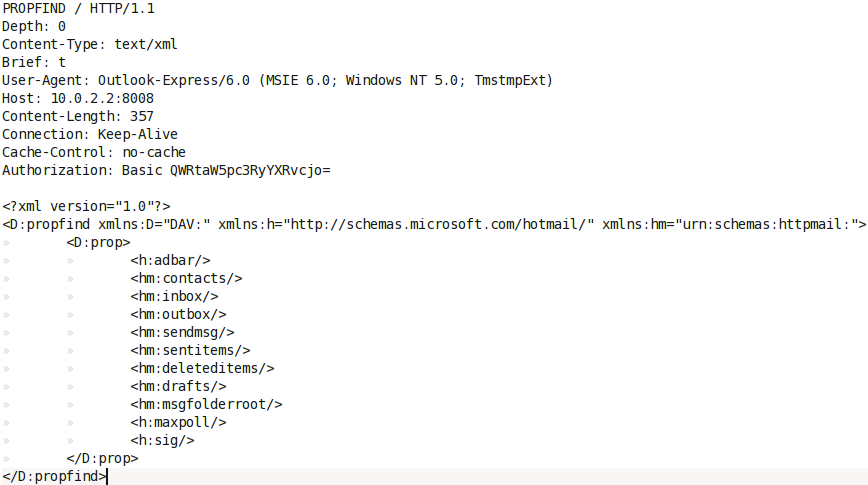 PROPFIND / HTTP/1.1
Depth: 0
Content-Type: text/xml
Brief: t
User-Agent: Outlook-Express/6.0 (MSIE 6.0; Windows NT 5.0; TmstmpExt)
Host: 10.0.2.2:8008
Content-Length: 357
Connection: Keep-Alive
Cache-Control: no-cache
Authorization: Basic QWRtaW5pc3RyYXRvcjo=

<?xml version="1.0"?>
<D:propfind xmlns:D="DAV:" xmlns:h="http://schemas.microsoft.com/hotmail/" xmlns:hm="urn:schemas:httpmail:">
»	<D:prop>
»	»	<h:adbar/>
»	»	<hm:contacts/>
»	»	<hm:inbox/>
»	»	<hm:outbox/>
»	»	<hm:sendmsg/>
»	»	<hm:sentitems/>
»	»	<hm:deleteditems/>
»	»	<hm:drafts/>
»	»	<hm:msgfolderroot/>
»	»	<h:maxpoll/>
»	»	<h:sig/>
»	</D:prop>
</D:propfind>